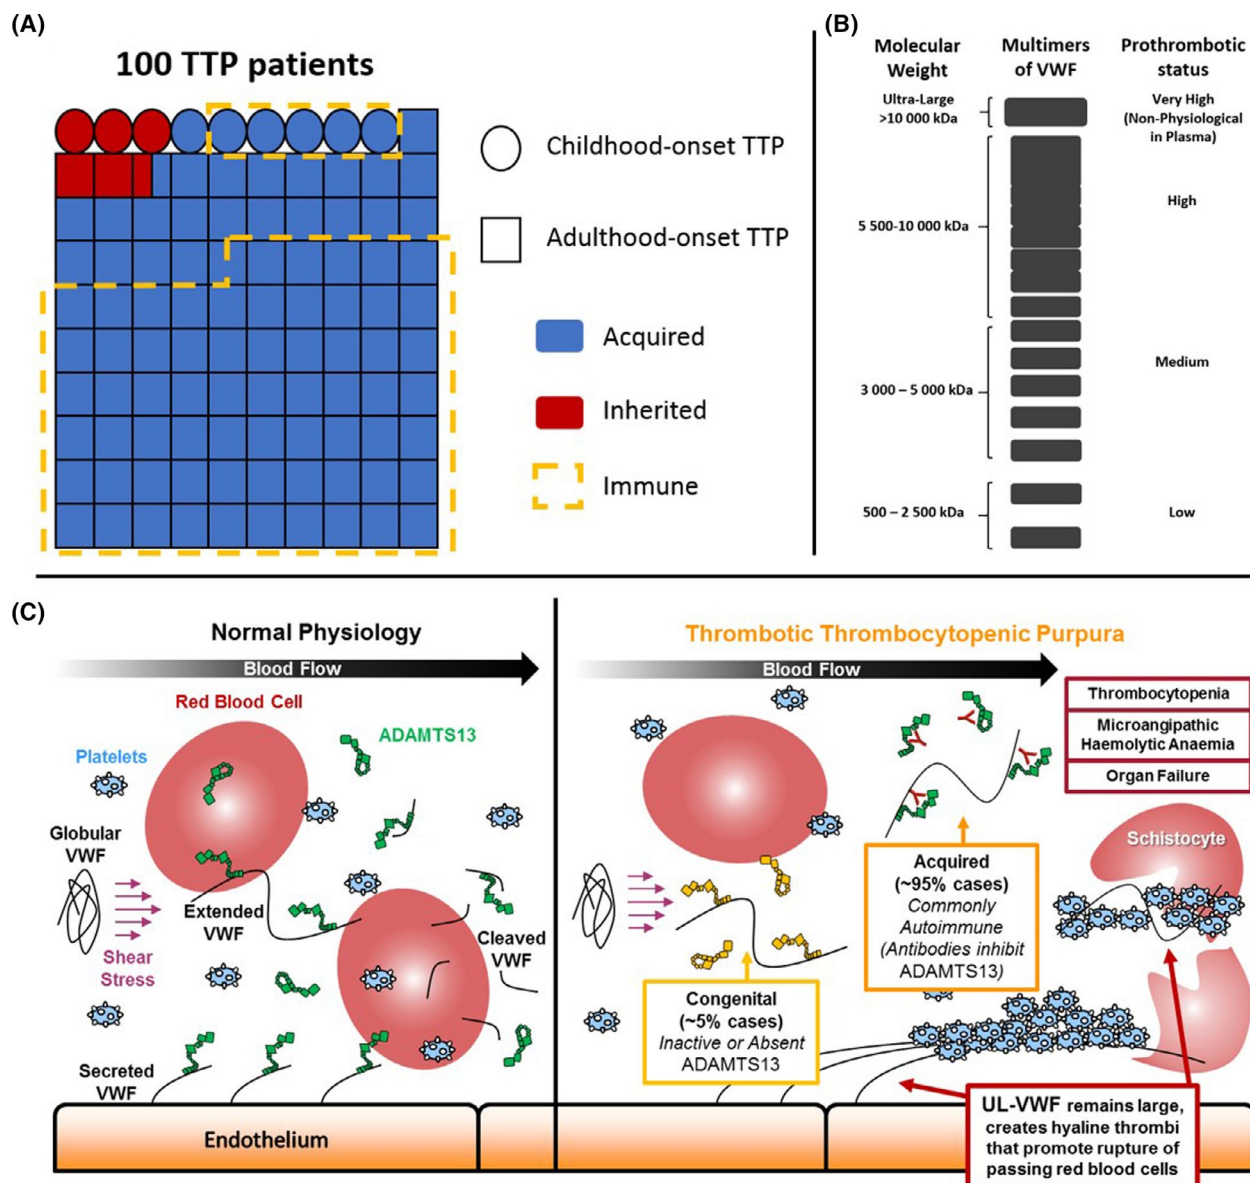 (A)
100 TTP patients
Childhood-onset TTP
Adulthood-onset TTP
Acquired
Inherited
Immune
(B)
Molecular
Weight
Multimers
of VWF
Prothrombotic
status
Ultra-Large
>10 000 kDa
Very High
(Non-Physiological
in Plasma)
5 500-10 000 kDa
High
3 000 – 5 000 kDa
Medium
500 – 2 500 kDa
Low
(C)
Normal Physiology
Blood Flow
Red Blood Cell
ADAMTS13
Platelets
Globular
VWF
Extended
VWF
Shear
Stress
Cleaved
VWF
Secreted
VWF
Endothelium
Thrombotic Thrombocytopenic Purpura
Blood Flow
Thrombocytopenia
Microangipathic
Haemolytic Anaemia
Organ Failure
Schistocyte
Acquired
(~95% cases)
Commonly
Autoimmune
(Antibodies inhibit
ADAMTS13)
Congenital
(~5% cases)
Inactive or Absent
ADAMTS13
UL-VWF remains large,
creates hyaline thrombi
that promote rupture of
passing red blood cells